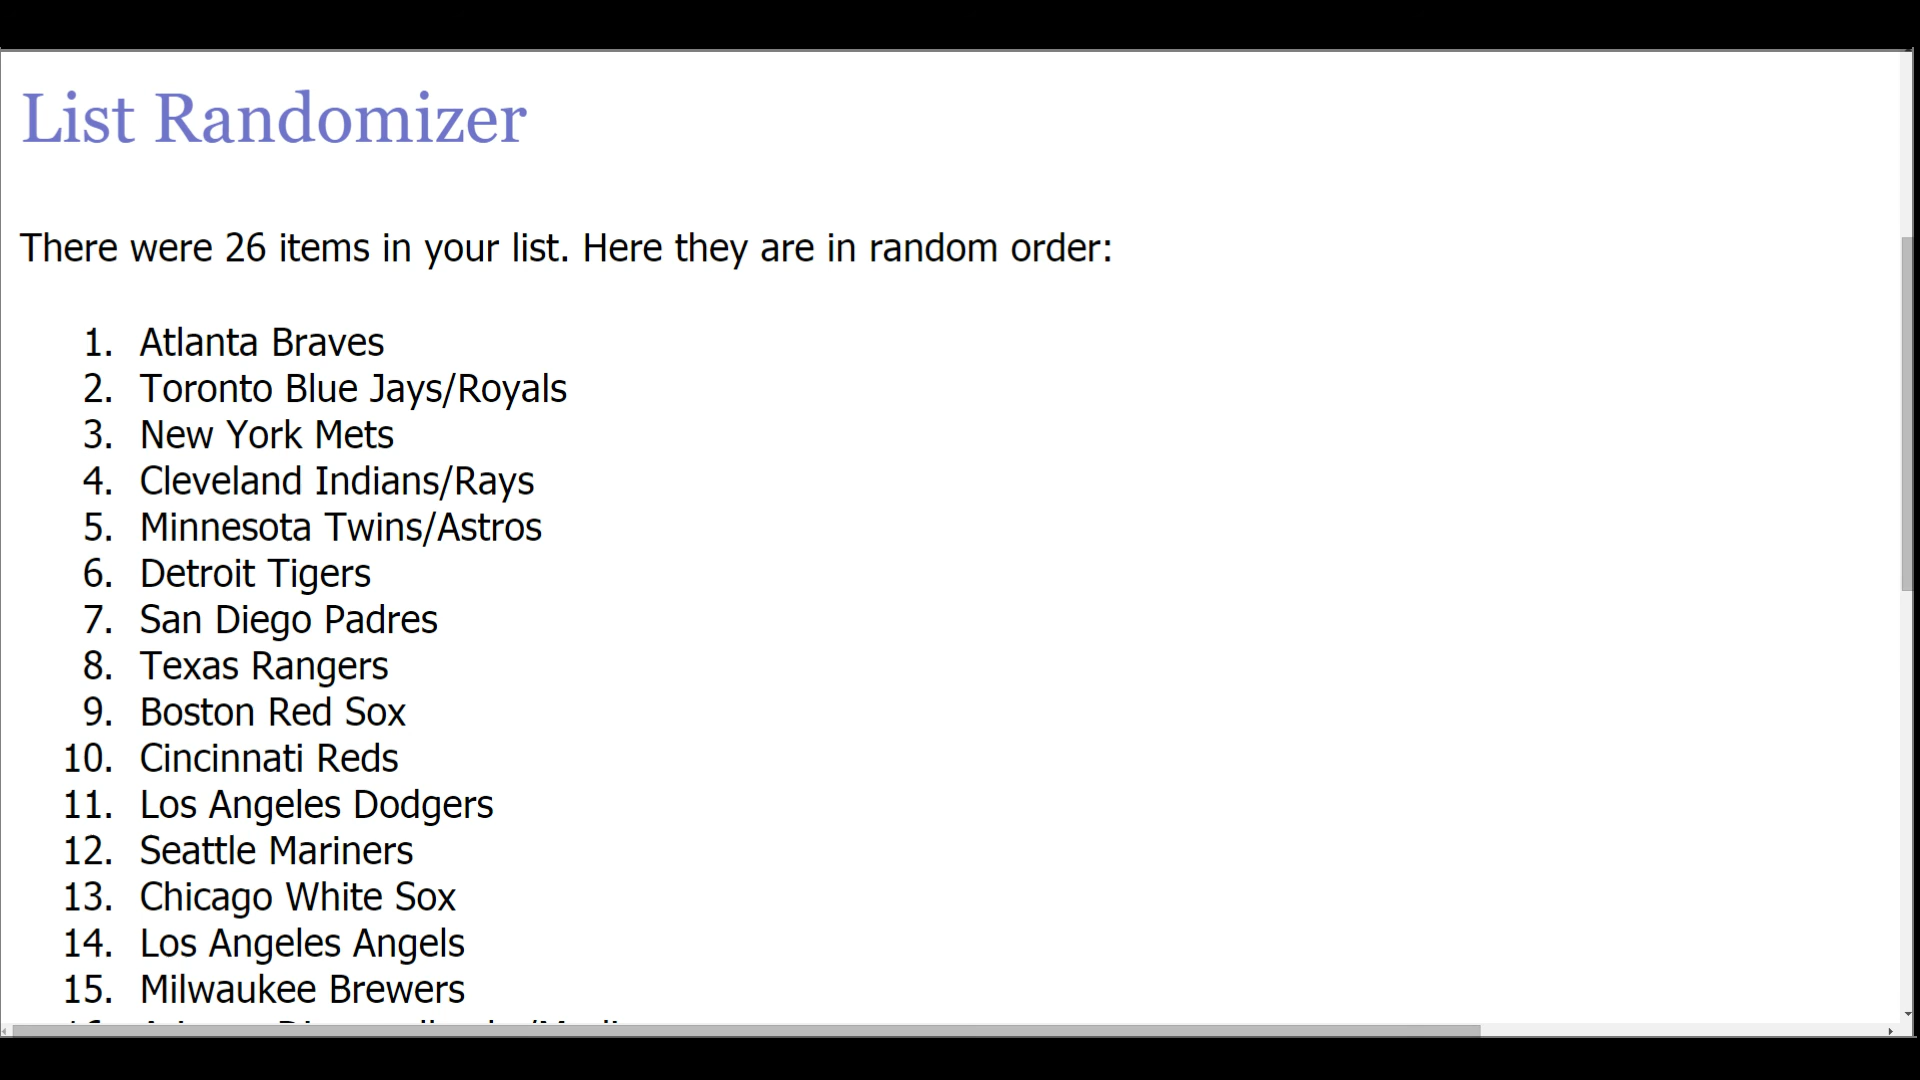 List Randomizer
There were 26 items in your list. Here they are in random order:
1. Atlanta Braves
2. Toronto Blue Jays/Royals
3. New York Mets
4. Cleveland Indians/Rays
5. Minnesota Twins/Astros
6. Detroit Tigers
7. San Diego Padres
8. Texas Rangers
9. Boston Red Sox
10. Cincinnati Reds
11. Los Angeles Dodgers
12. Seattle Mariners
13. Chicago White Sox
14. Los Angeles Angels
15. Milwaukee Brewers